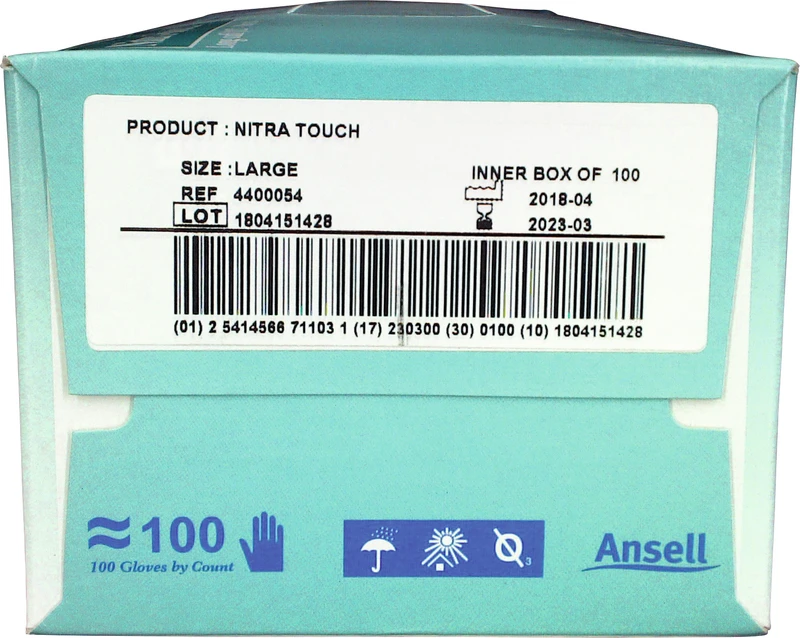 PRODUCT : NITRA TOUCH
SIZE : LARGE
INNER BOX OF 100
REF 4400054
2018-04
LOT 1804151428
2023-03
(01) 2 5414566 71103 1 (17) 230300 (30) 0100 (10) 1804151428
≈100
100 Gloves by Count
3
Ansell